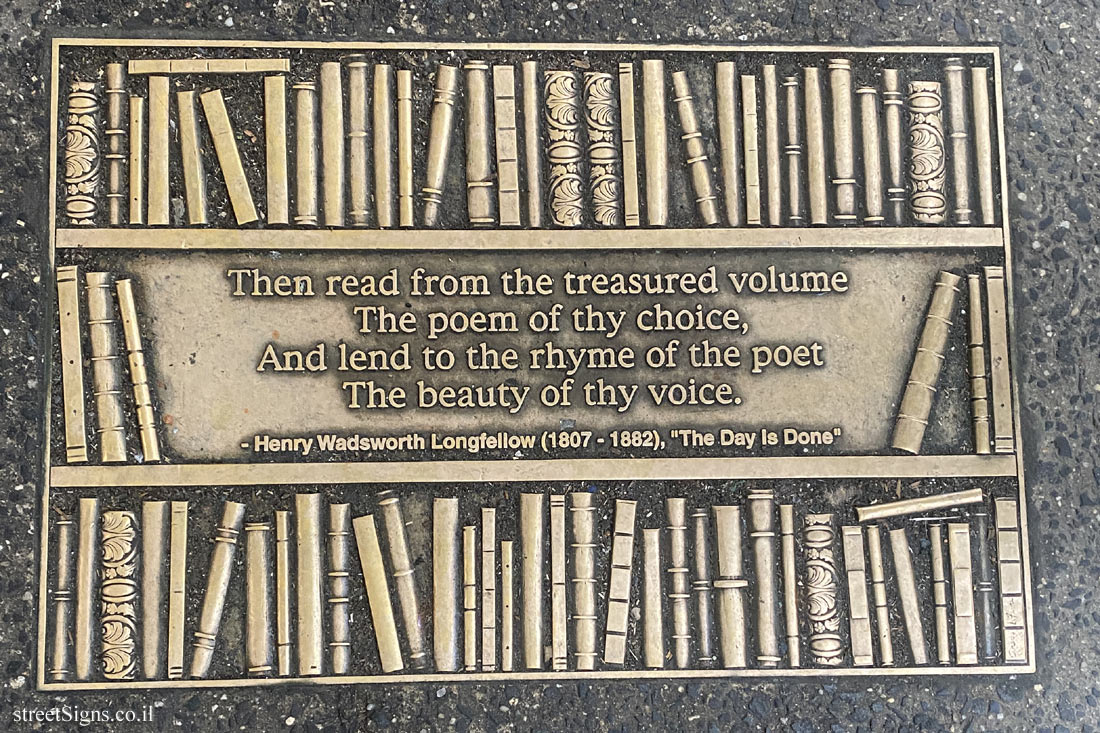 Then read from the treasured volume
The poem of thy choice,
And lend to the rhyme of the poet
The beauty of thy voice.
- Henry Wadsworth Longfellow (1807 - 1882), "The Day Is Done"
streetSigns.co.il